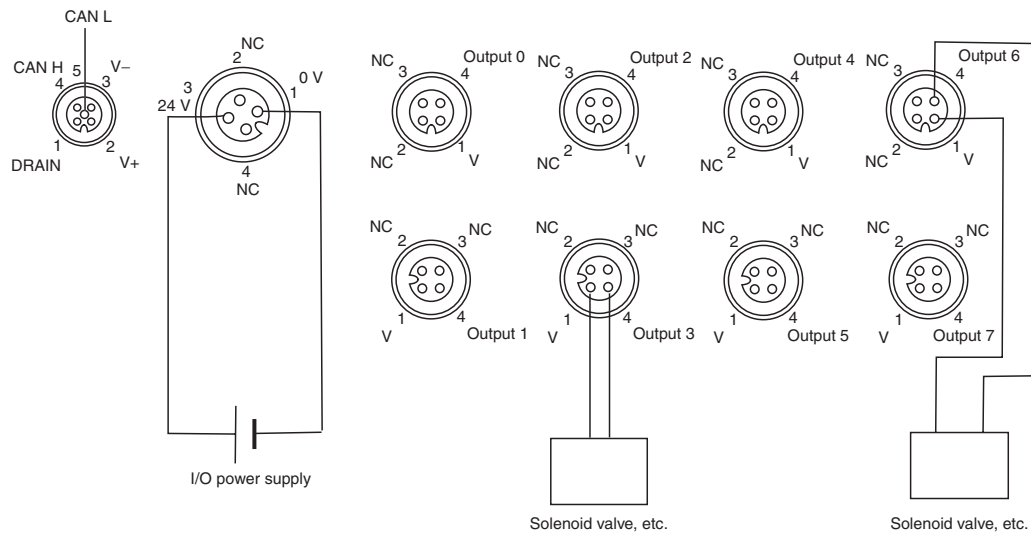 CAN L
CAN H
4
5
3
V–
1
2
DRAIN
V+
NC
2
3
24 V
1
0 V
4
NC
NC
3
4
Output 0
NC
2
1
V
NC
3
4
Output 2
NC
2
1
V
NC
3
4
Output 4
NC
2
1
V
NC
3
4
Output 6
NC
2
1
V
NC
2
3
NC
1
V
4
Output 1
NC
2
3
NC
1
V
4
Output 3
NC
2
3
NC
1
V
4
Output 5
NC
2
3
NC
1
V
4
Output 7
I/O power supply
Solenoid valve, etc.
Solenoid valve, etc.